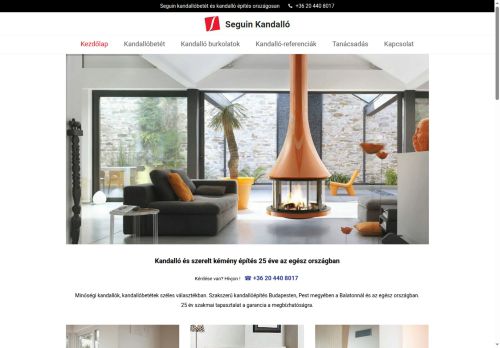 Seguin kandallóbetét és kandalló építés országosan +36 20 440 8017
Seguin Kandalló
Kezdőlap Kandallóbetét Kandalló burkolatok Kandalló-referenciák Tanácsadás Kapcsolat
Kandalló és szerelt kémény építés 25 éve az egész országban
Kérdése van? Hívjon ! ☎ +36 20 440 8017
Minőségi kandallók, kandallóbetétek széles választékban. Szakszerű kandallóépítés Budapesten, Pest megyében a Balatonnál és az egész országban.
25 év szakmai tapasztalat a garancia a megbízhatóságra.